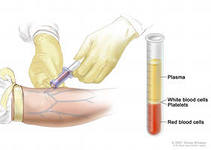 Plasma
White blood cells
Platelets
Red blood cells